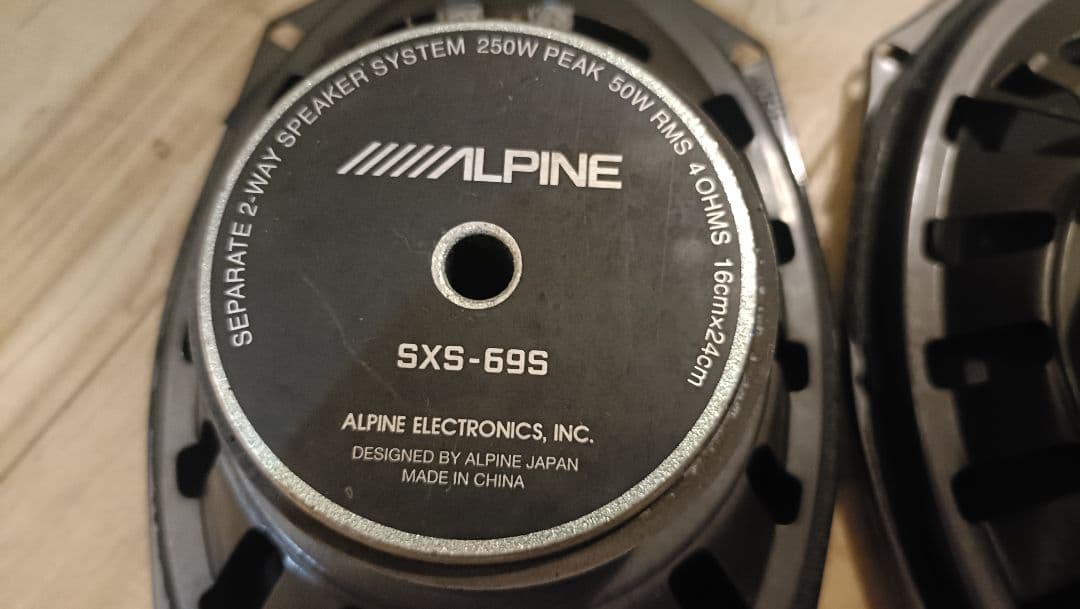 SEPARATE 2-WAY SPEAKER SYSTEM 250W PEAK 50W RMS 4 OHMS 16cmx24cm
ALPINE
SXS-69S
ALPINE ELECTRONICS, INC.
DESIGNED BY ALPINE JAPAN
MADE IN CHINA